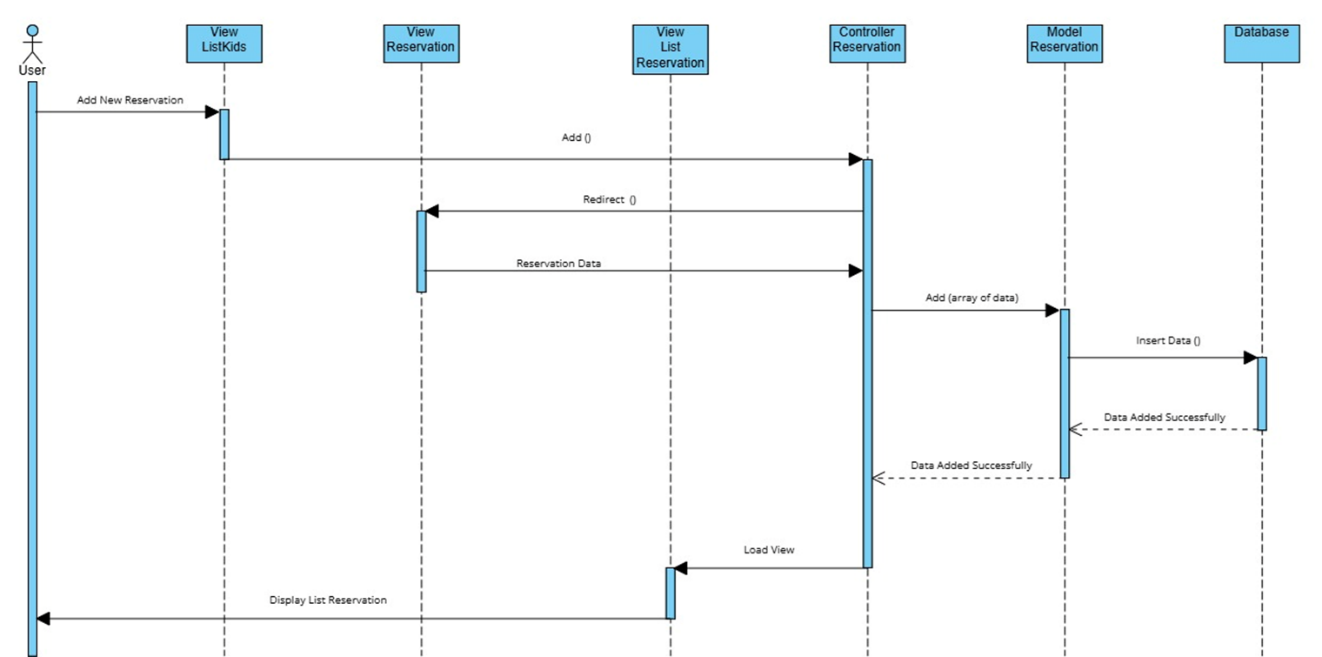 User
View
ListKids
View
Reservation
View
List
Reservation
Controller
Reservation
Model
Reservation
Database
Add New Reservation
Add ()
Redirect ()
Reservation Data
Add (array of data)
Insert Data ()
Data Added Successfully
Data Added Successfully
Load View
Display List Reservation